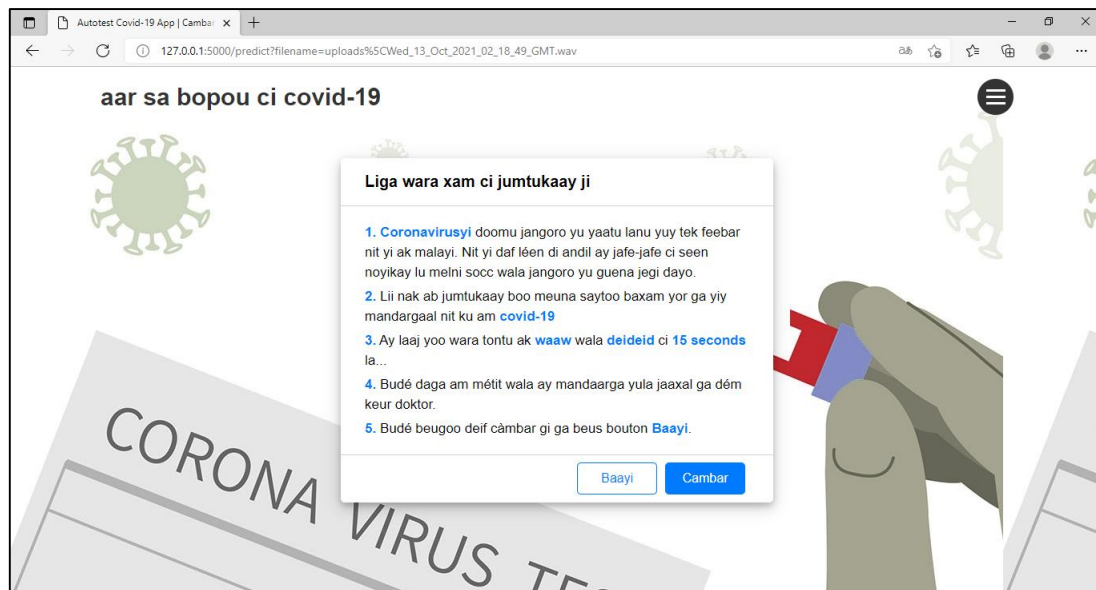 Autotest Covid-19 App | Cambar
127.0.0.1:5000/predict?filename=uploads%5CWed_13_Oct_2021_02_18_49_GMT.wav
aar sa bopou ci covid-19
Liga wara xam ci jumtukaay ji
1. Coronavirusyi doomu jangoro yu yaatu lanu yuy tek feebar
nit yi ak malayi. Nit yi daf léen di andil ay jafe-jafe ci seen
noyikay lu melni socc wala jangoro yu guena jegi dayo.
2. Lii nak ab jumtukaay boo meuna saytoo baxam yor ga yiy
mandargaal nit ku am covid-19
3. Ay laaj yoo wara tontu ak waaw wala deideid ci 15 seconds
la...
4. Budé daga am métit wala ay mandaarga yula jaaxal ga dém
keur doktor.
5. Budé beugoo deif càmbar gi ga beus bouton Baayi.
Baayi Cambar
CORONA VIRUS TES